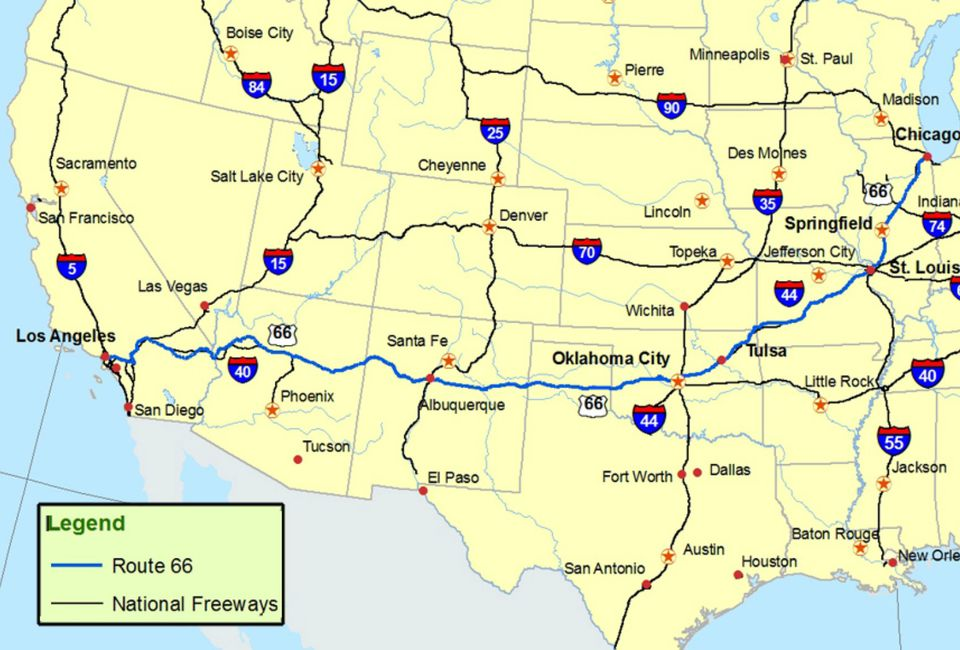 Boise City
84
15
Minneapolis
St. Paul
Pierre
90
Madison
Chicago
25
Sacramento
Salt Lake City
Cheyenne
Des Moines
66
San Francisco
Lincoln
35
Denver
Springfield
Indiana
74
5
15
70
Topeka
Jefferson City
St. Louis
Las Vegas
44
Wichita
Los Angeles
66
Santa Fe
Oklahoma City
Tulsa
40
Little Rock
40
Phoenix
Albuquerque
66
44
San Diego
55
Tucson
El Paso
Fort Worth
Dallas
Jackson
Legend
Route 66
National Freeways
Baton Rouge
Austin
San Antonio
Houston
New Orle